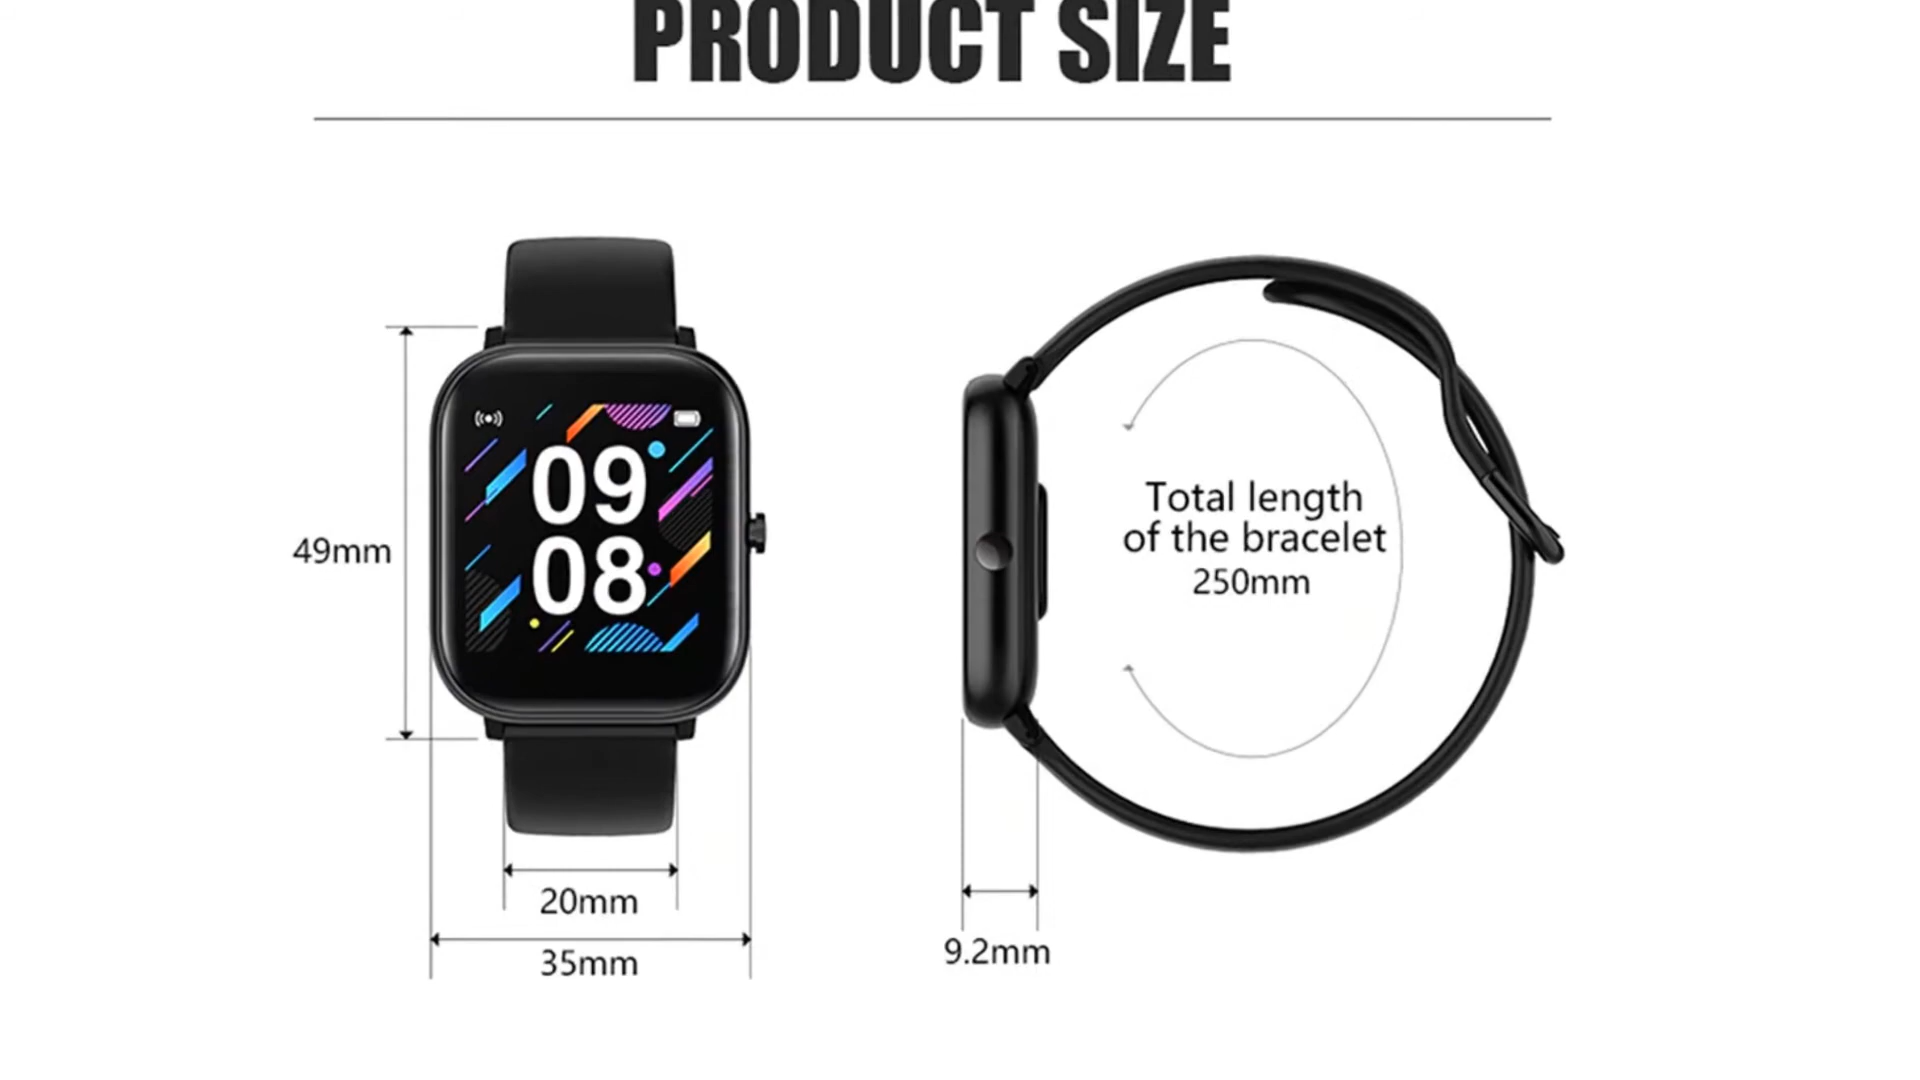 PRODUCT SIZE
49mm
09
08
20mm
35mm
Total length
of the bracelet
250mm
9.2mm